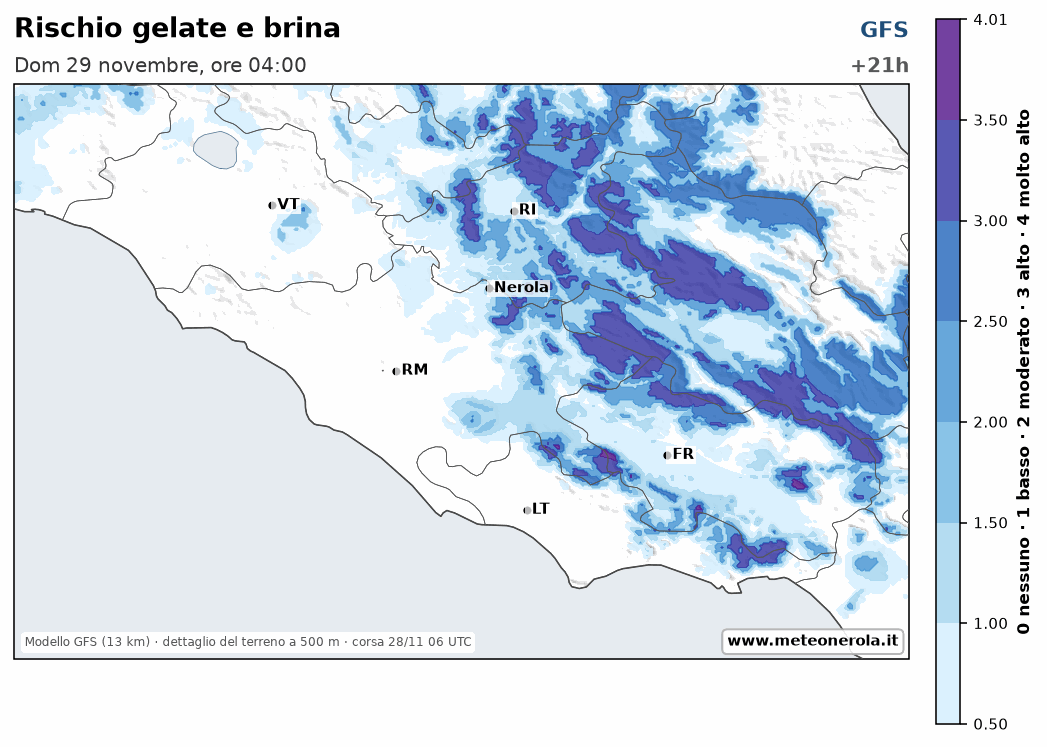 Rischio gelate e brina
GFS
Dom 29 novembre, ore 04:00
+21h
4.01
3.50
3.00
2.50
2.00
1.50
1.00
0.50
0 nessuno · 1 basso · 2 moderato · 3 alto · 4 molto alto
VT
RI
Nerola
RM
FR
LT
Modello GFS (13 km) · dettaglio del terreno a 500 m · corsa 28/11 06 UTC
www.meteonerola.it